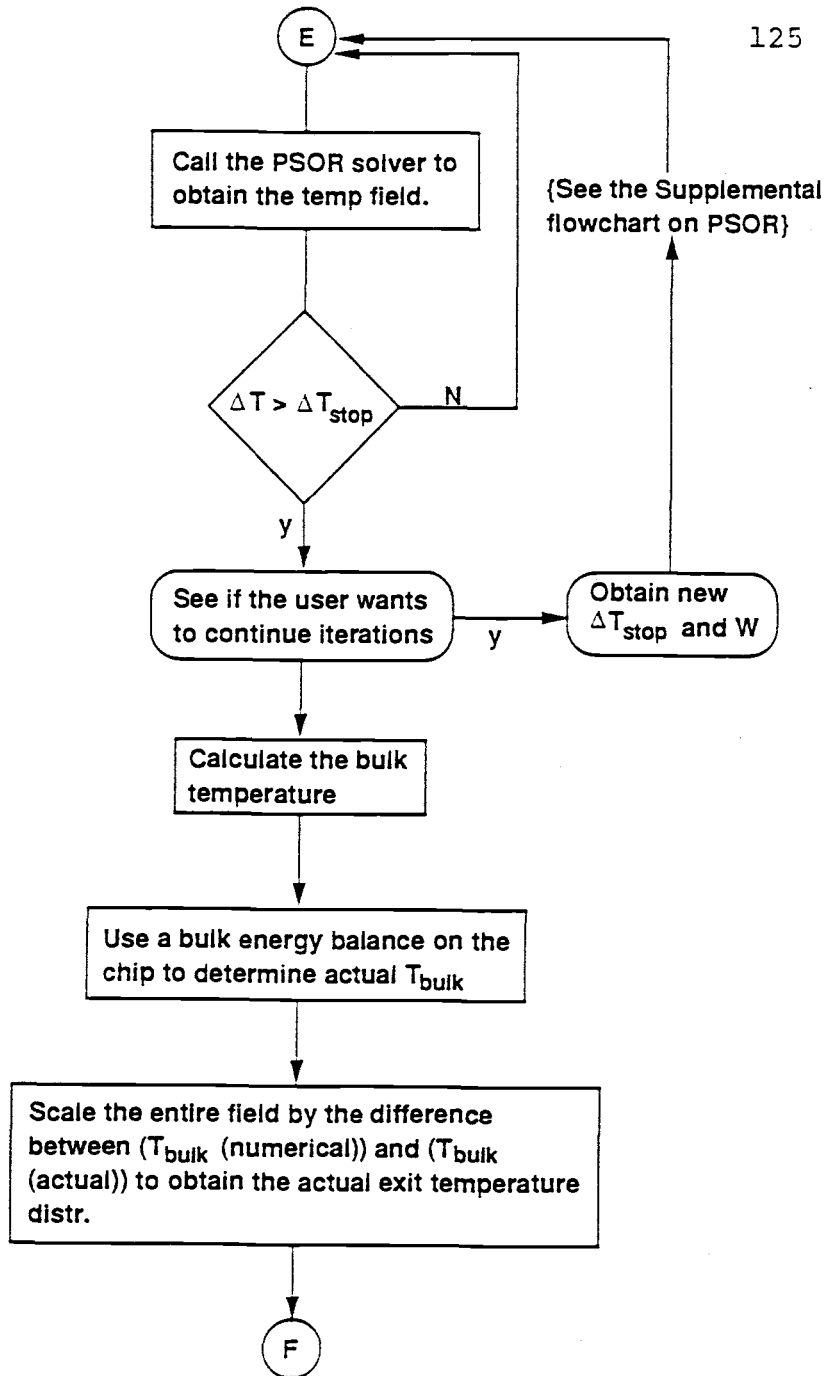 125
E
Call the PSOR solver to
obtain the temp field.
{See the Supplemental
flowchart on PSOR}
ΔT > ΔTstop
N
y
See if the user wants
to continue iterations
y
Obtain new
ΔTstop and W
Calculate the bulk
temperature
Use a bulk energy balance on the
chip to determine actual Tbulk
Scale the entire field by the difference
between (Tbulk (numerical)) and (Tbulk
(actual)) to obtain the actual exit temperature
distr.
F